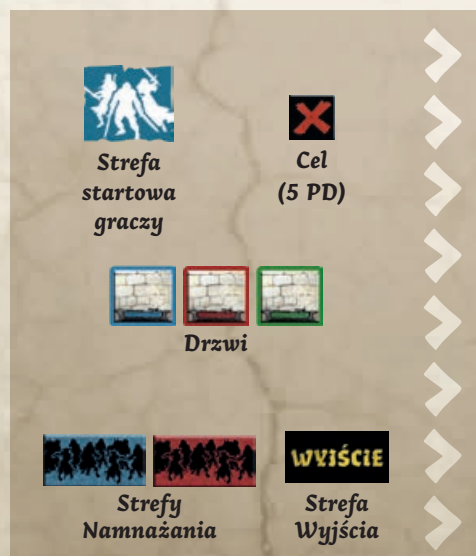 Strefa
startowa
graczy
Cel
(5 PD)
Drzwi
WYJŚCIE
Strefy
Namnażania
Strefa
Wyjścia